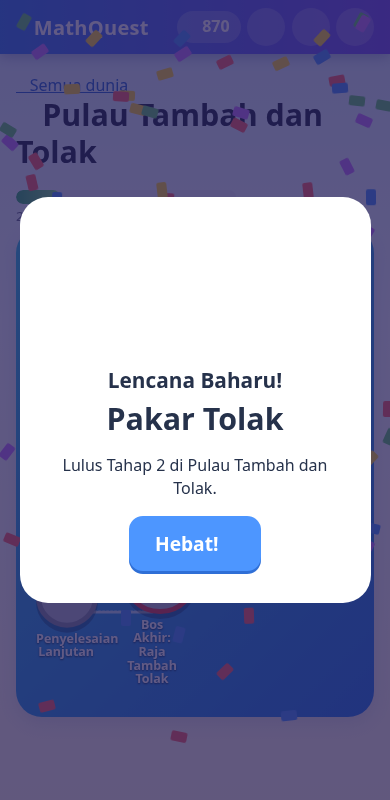 MathQuest
870
Semua dunia
Pulau Tambah dan
Tolak
Lencana Baharu!
Pakar Tolak
Lulus Tahap 2 di Pulau Tambah dan
Tolak.
Hebat!
Penyelesaian
Lanjutan
Bos
Akhir:
Raja
Tambah
Tolak